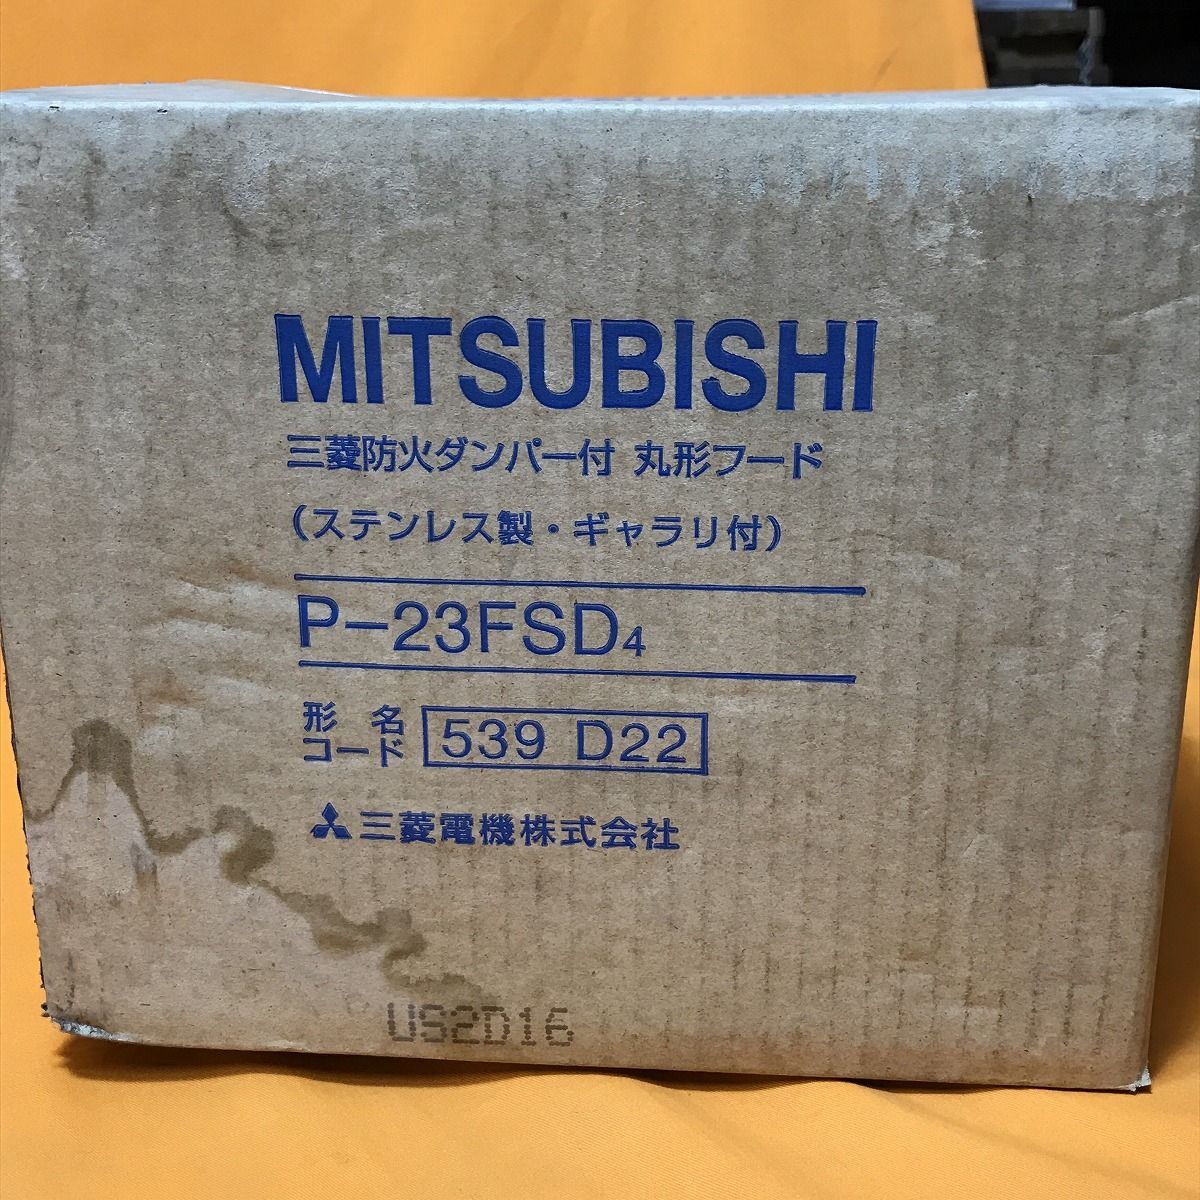 MITSUBISHI
三菱防火ダンパー付 丸形フード
(ステンレス製・ギャラリ付)
P-23FSD4
形 名
コード 539 D22
三菱電機株式会社
US2D16